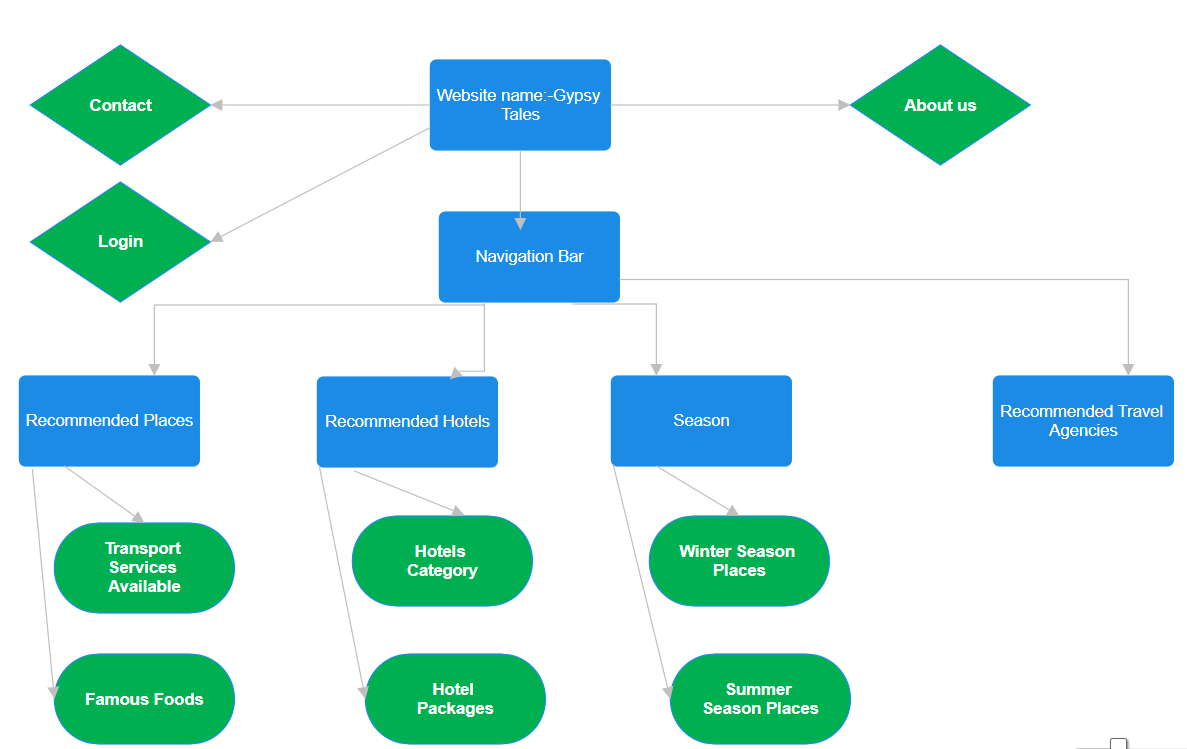 Contact
Website name:-Gypsy
Tales
About us
Login
Navigation Bar
Recommended Places
Recommended Hotels
Season
Recommended Travel
Agencies
Transport
Services
Available
Hotels
Category
Winter Season
Places
Famous Foods
Hotel
Packages
Summer
Season Places